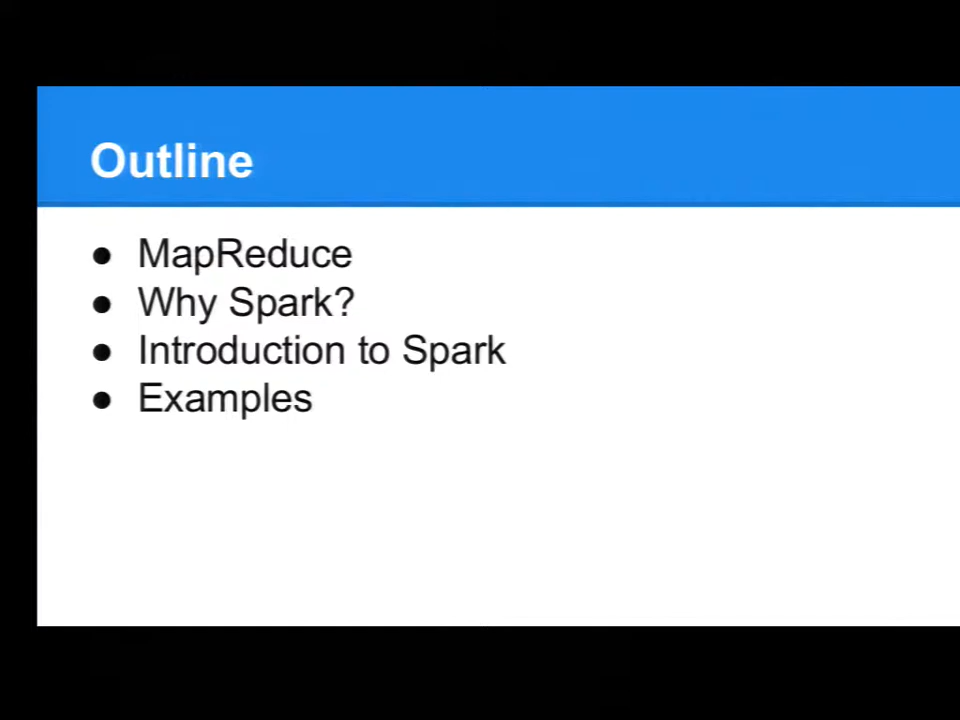 Outline
● MapReduce
● Why Spark?
● Introduction to Spark
● Examples